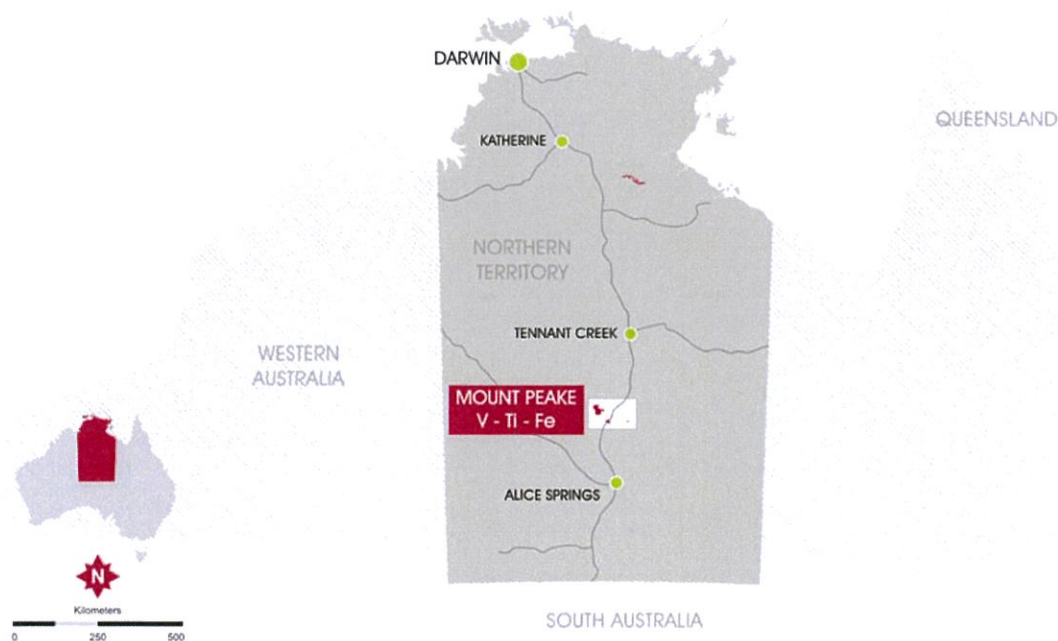 DARWIN
QUEENSLAND
KATHERINE
NORTHERN
TERRITORY
TENNANT CREEK
WESTERN
AUSTRALIA
MOUNT PEAKE
V - Ti - Fe
ALICE SPRINGS
N
Kilometers
0 250 500
SOUTH AUSTRALIA